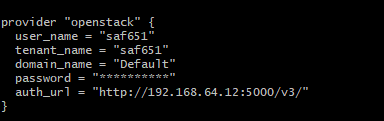 provider "openstack" {
  user_name = "saf651"
  tenant_name = "saf651"
  domain_name = "Default"
  password = "**********"
  auth_url = "http://192.168.64.12:5000/v3/"
}